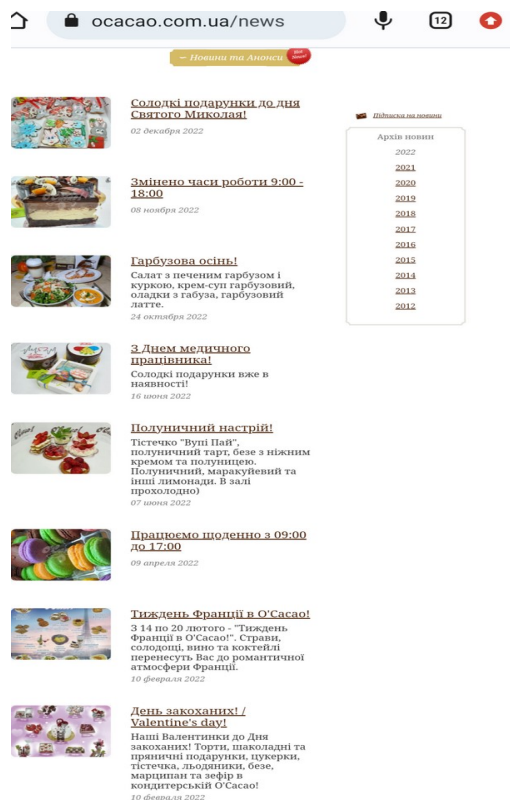 ocacao.com.ua/news
12
← Новини та Анонси
Солодкі подарунки до дня
Святого Миколая!
02 декабря 2022
Змінено часи роботи 9:00 -
18:00
08 ноября 2022
Гарбузова осінь!
Салат з печеним гарбузом і
куркою, крем-суп гарбузовий,
оладки з габуза, гарбузовий
латте.
24 октября 2022
З Днем медичного
працівника!
Солодкі подарунки вже в
наявності!
16 июня 2022
Полуничний настрій!
Тістечко "Вупі Пай",
полуничний тарт, безе з ніжним
кремом та полуницею.
Полуничний, маракуйевий та
інші лимонади. В залі
прохолодно)
07 июня 2022
Працюємо щоденно з 09:00
до 17:00
09 апреля 2022
Тиждень Франції в O'Cacao!
З 14 по 20 лютого - "Тиждень
Франції в O'Cacao!". Страви,
солодощі, вино та коктейлі
перенесуть Вас до романтичної
атмосфери Франції.
10 февраля 2022
День закоханих! /
Valentine's day!
Наші Валентинки до Дня
закоханих! Торти, шаколадні та
пряничні подарунки, цукерки,
тістечка, льодяники, безе,
марципан та зефір в
кондитерській O'Cacao!
10 февраля 2022
Підписка на новини
Архів новин
2022
2021
2020
2019
2018
2017
2016
2015
2014
2013
2012